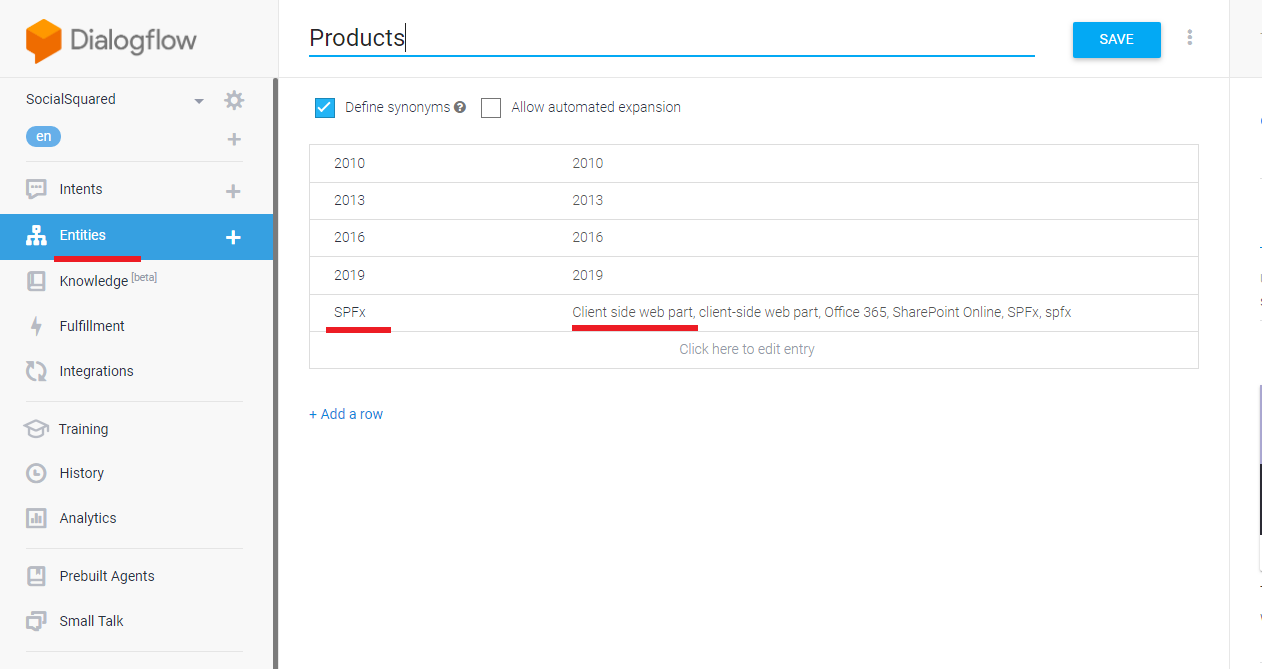 Dialogflow
Products
SAVE
SocialSquared
en
Define synonyms
Allow automated expansion
Intents
Entities
Knowledge [beta]
Fulfillment
Integrations
Training
History
Analytics
Prebuilt Agents
Small Talk
2010 2010
2013 2013
2016 2016
2019 2019
SPFx Client side web part, client-side web part, Office 365, SharePoint Online, SPFx, spfx
Click here to edit entry
+ Add a row